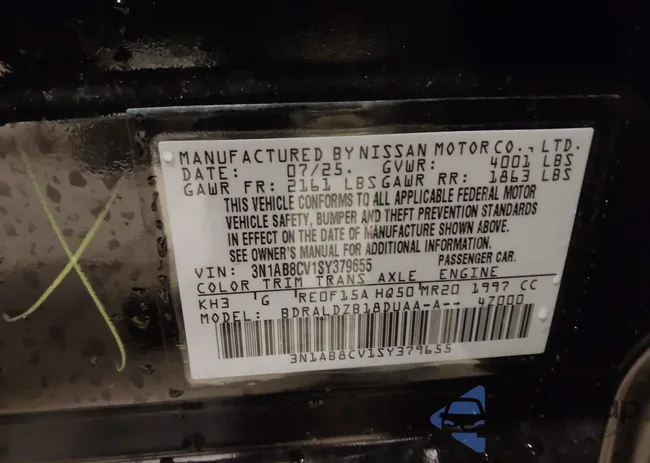 MANUFACTURED BY NISSAN MOTOR CO., LTD.
DATE: 07/25. GVWR: 4001 LBS
GAWR FR: 2161 LBS GAWR RR: 1863 LBS
THIS VEHICLE CONFORMS TO ALL APPLICABLE FEDERAL MOTOR
VEHICLE SAFETY, BUMPER AND THEFT PREVENTION STANDARDS
IN EFFECT ON THE DATE OF MANUFACTURE SHOWN ABOVE.
SEE OWNER'S MANUAL FOR ADDITIONAL INFORMATION
VIN: 3N1AB8CV1SY379655 PASSENGER CAR.
COLOR TRIM TRANS AXLE ENGINE
KH3 'G 'RE0F15A HQ50 MR20 1997 CC
MODEL: BDRALDZB18DUAA-A-- 47000
3N1AB8CV1SY379655